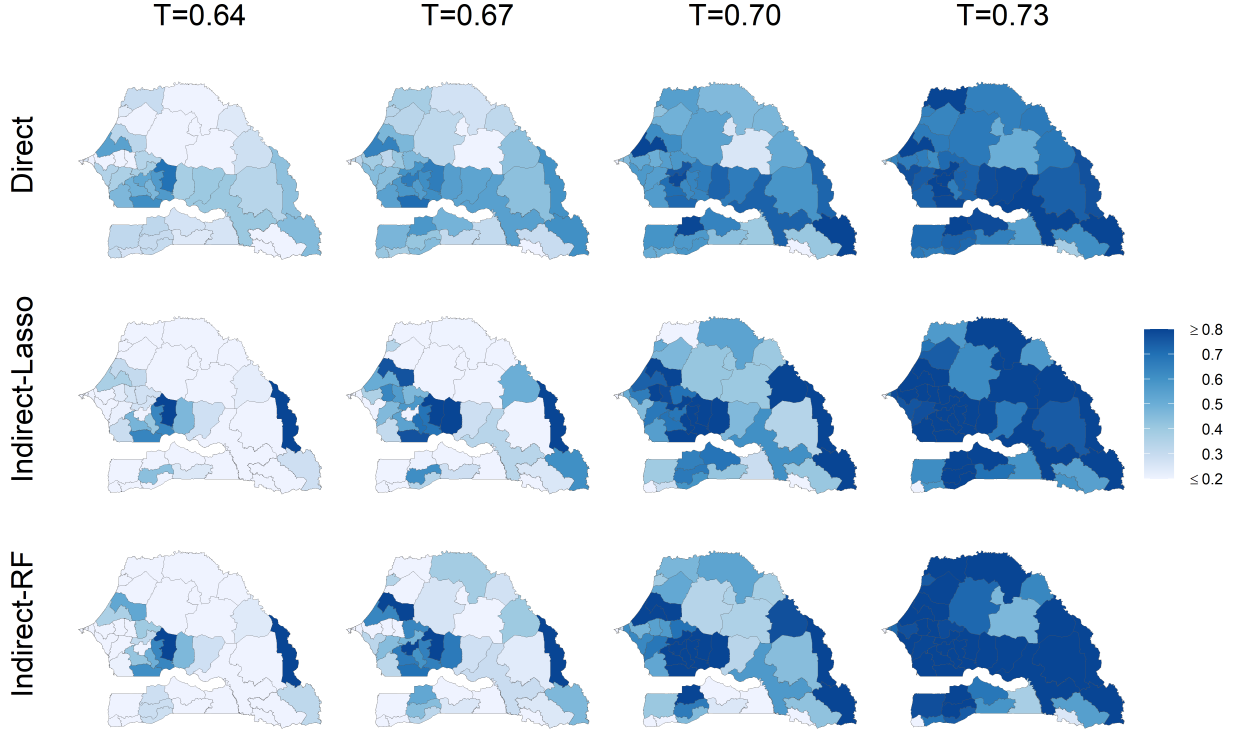 T=0.64 T=0.67 T=0.70 T=0.73
Direct
Indirect-Lasso
≥ 0.8
0.7
0.6
0.5
0.4
0.3
≤ 0.2
Indirect-RF